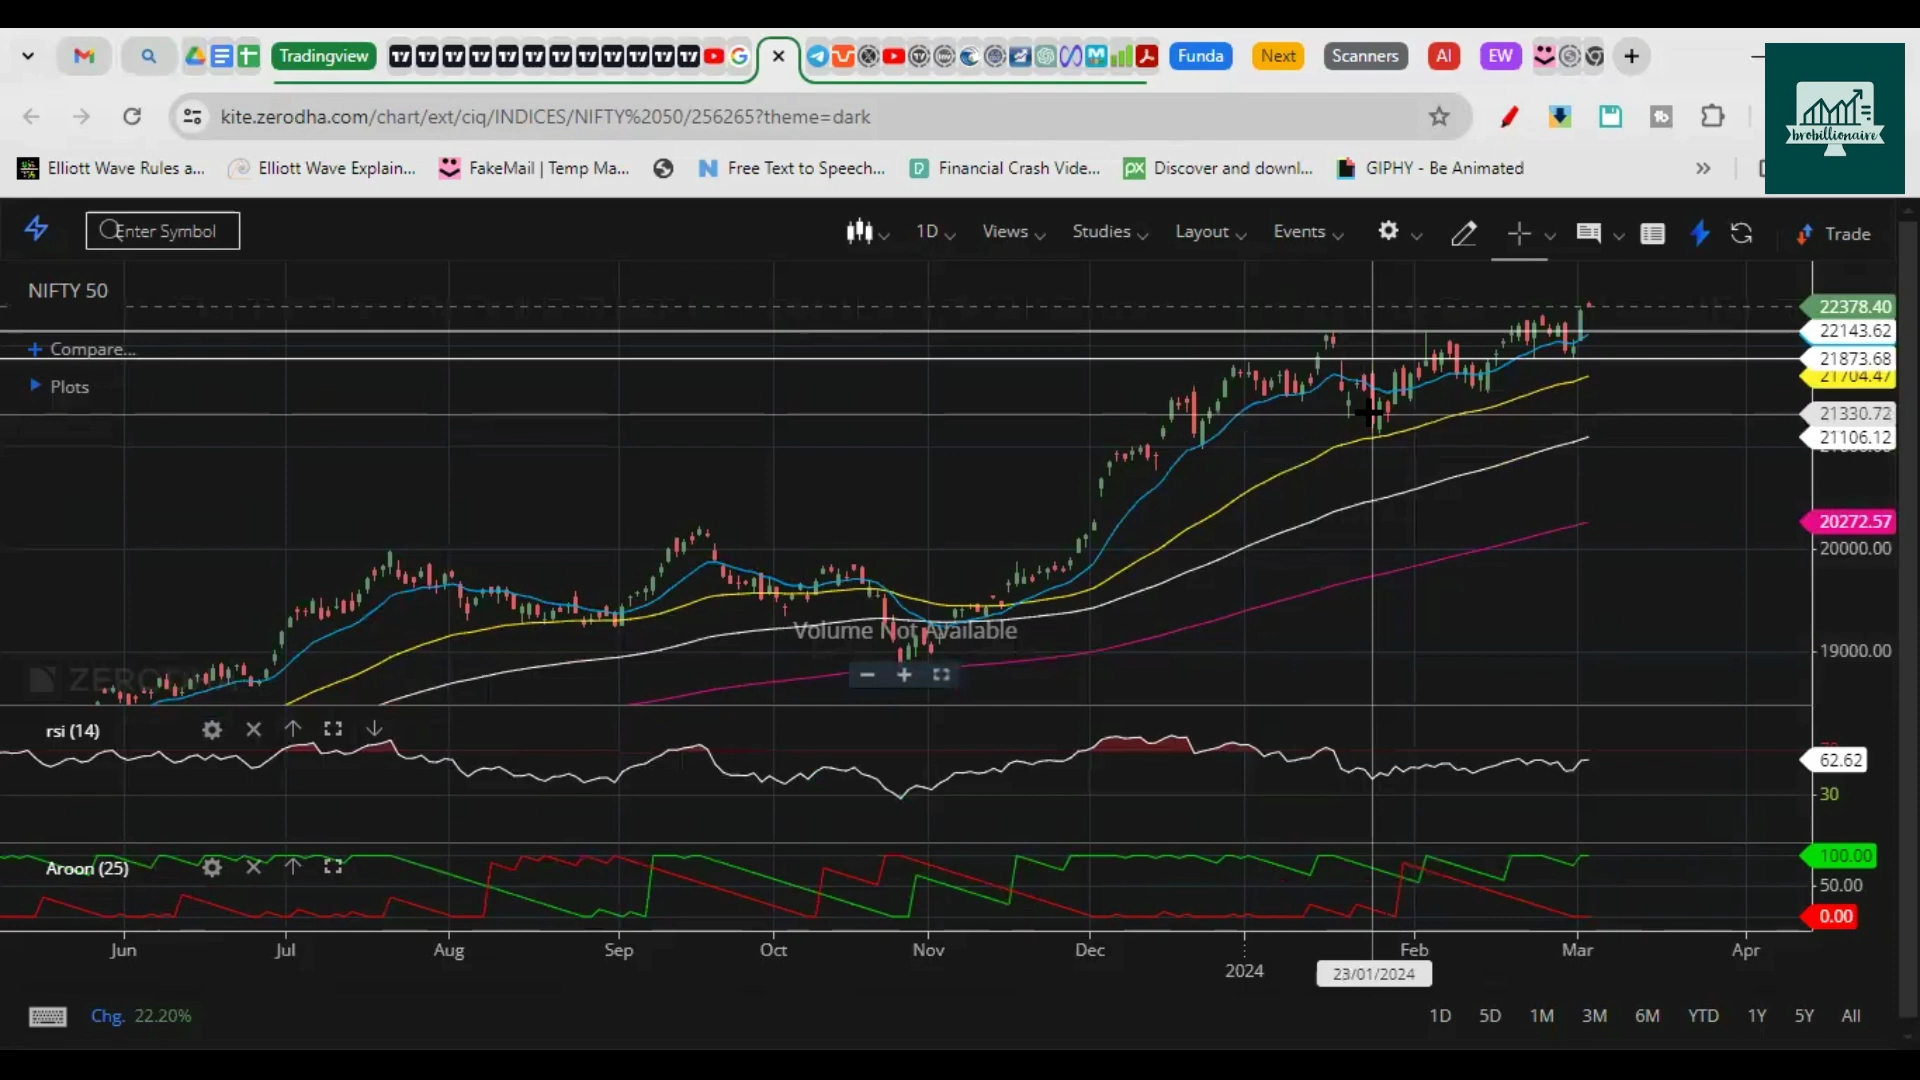 Tradingview
Funda
Next
Scanners
AI
EW
kite.zerodha.com/chart/ext/ciq/INDICES/NIFTY%2050/256265?theme=dark
brobillionaire
Elliott Wave Rules a...
Elliott Wave Explain...
FakeMail | Temp Ma...
Free Text to Speech...
Financial Crash Vide...
Discover and downl...
GIPHY - Be Animated
Enter Symbol
1D
Views
Studies
Layout
Events
Trade
NIFTY 50
Compare...
Plots
22378.40
22143.62
21873.68
21704.47
21330.72
21106.12
20272.57
20000.00
19000.00
Volume Not Available
ZERODHA
rsi (14)
62.62
30
Aroon (25)
100.00
50.00
0.00
Jun Jul Aug Sep Oct Nov Dec Feb Mar Apr
2024
23/01/2024
Chg. 22.20%
1D 5D 1M 3M 6M YTD 1Y 5Y All